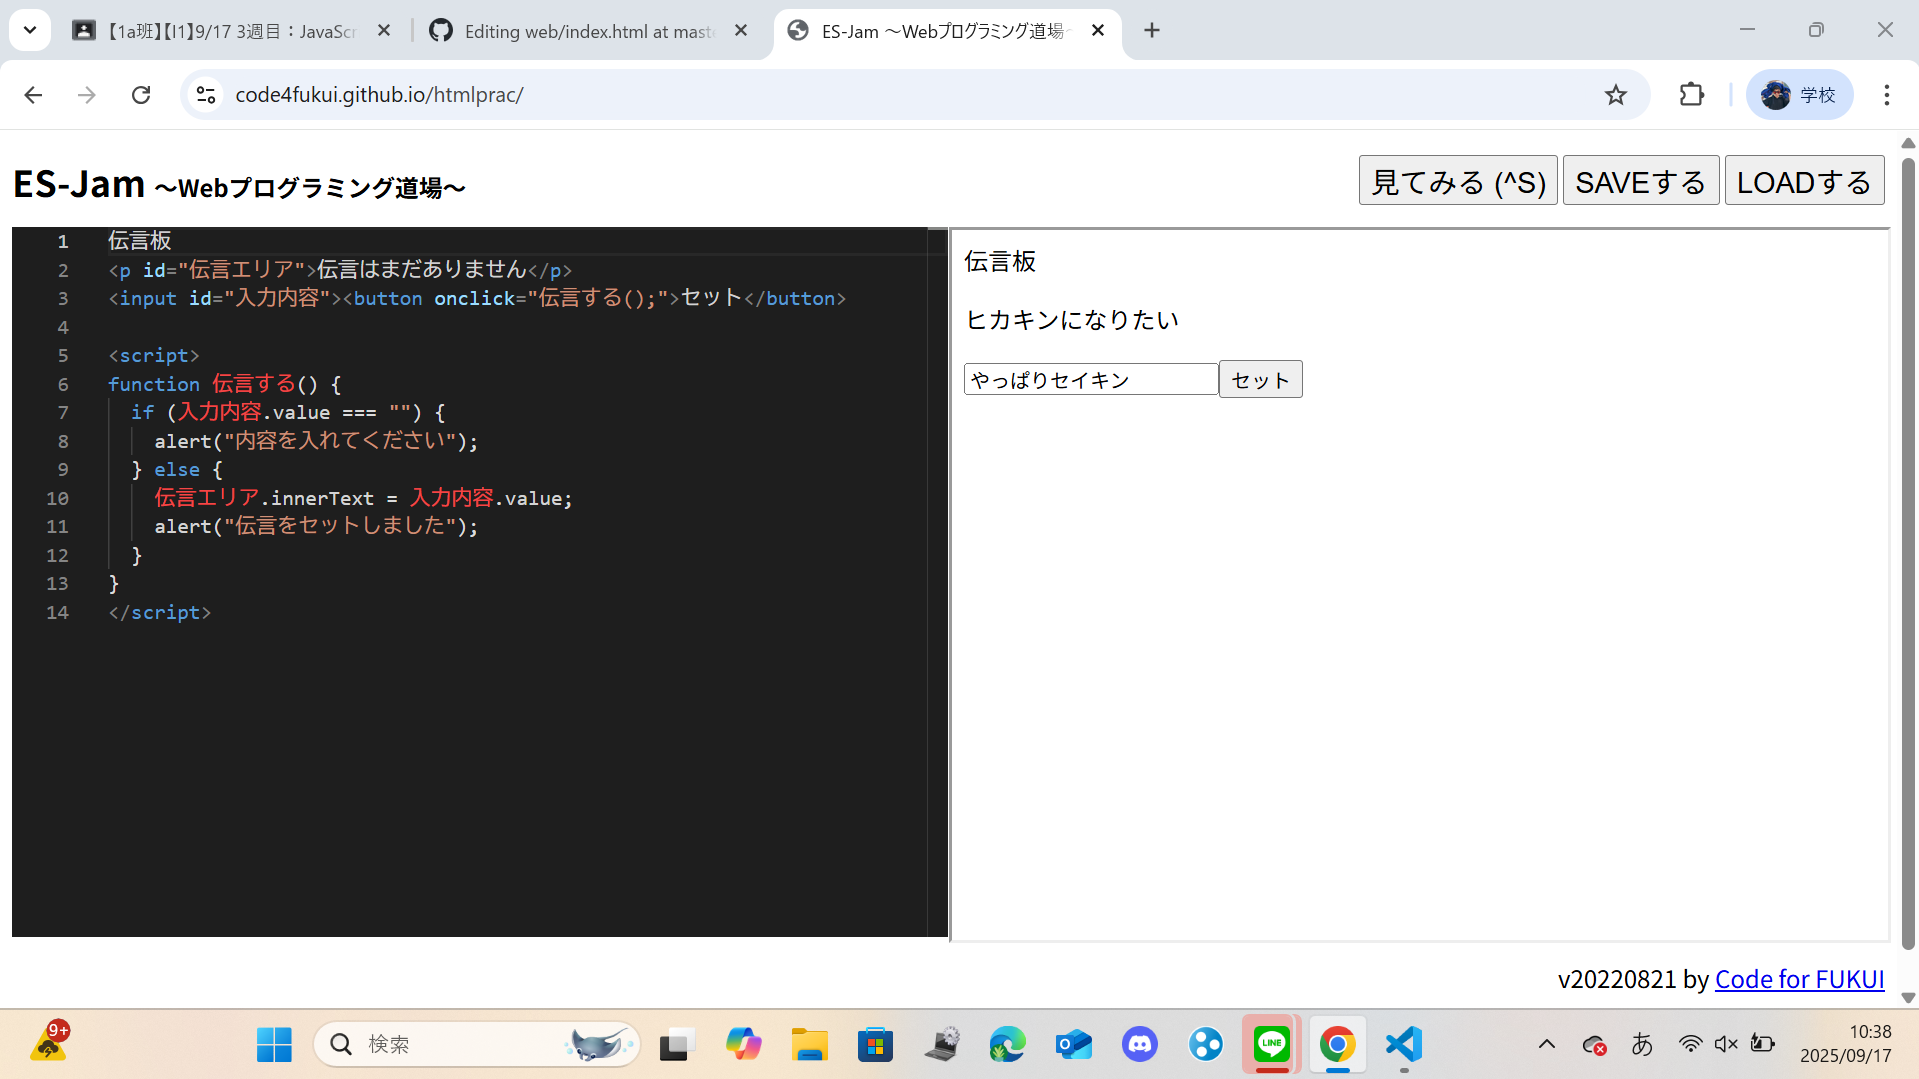 【1a班】【I1】9/17 3週目：JavaScr
Editing web/index.html at maste
ES-Jam ～Webプログラミング道場～
code4fukui.github.io/htmlprac/
学校
ES-Jam ～Webプログラミング道場～
見てみる (^S)
SAVEする
LOADする
1 伝言板
2 <p id="伝言エリア">伝言はまだありません</p>
3 <input id="入力内容"><button onclick="伝言する();">セット</button>
4
5 <script>
6 function 伝言する() {
7 if (入力内容.value === "") {
8 alert("内容を入れてください");
9 } else {
10 伝言エリア.innerText = 入力内容.value;
11 alert("伝言をセットしました");
12 }
13 }
14 </script>
伝言板
ヒカキンになりたい
やっぱりセイキン
セット
v20220821 by Code for FUKUI
9+
検索
LINE
あ
10:38
2025/09/17